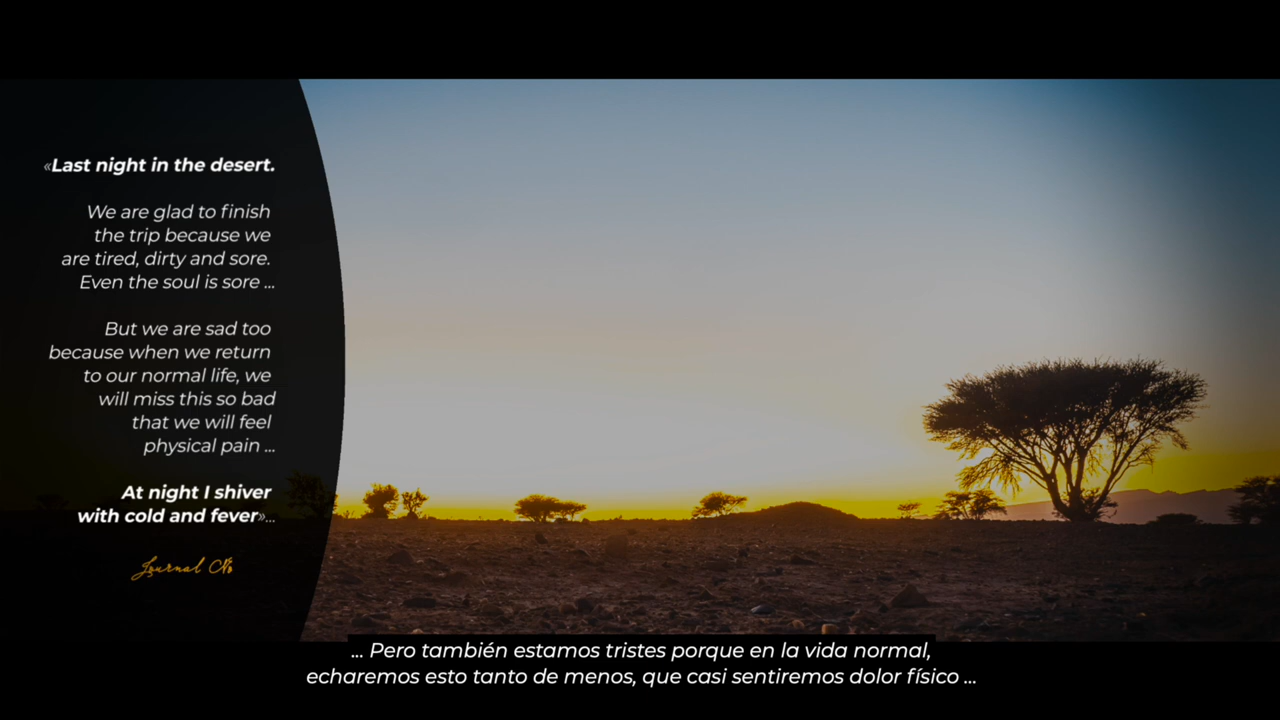 «Last night in the desert.
We are glad to finish
the trip because we
are tired, dirty and sore.
Even the soul is sore ...
But we are sad too
because when we return
to our normal life, we
will miss this so bad
that we will feel
physical pain ...
At night I shiver
with cold and fever»...
Journal
... Pero también estamos tristes porque en la vida normal,
echaremos esto tanto de menos, que casi sentiremos dolor físico ...